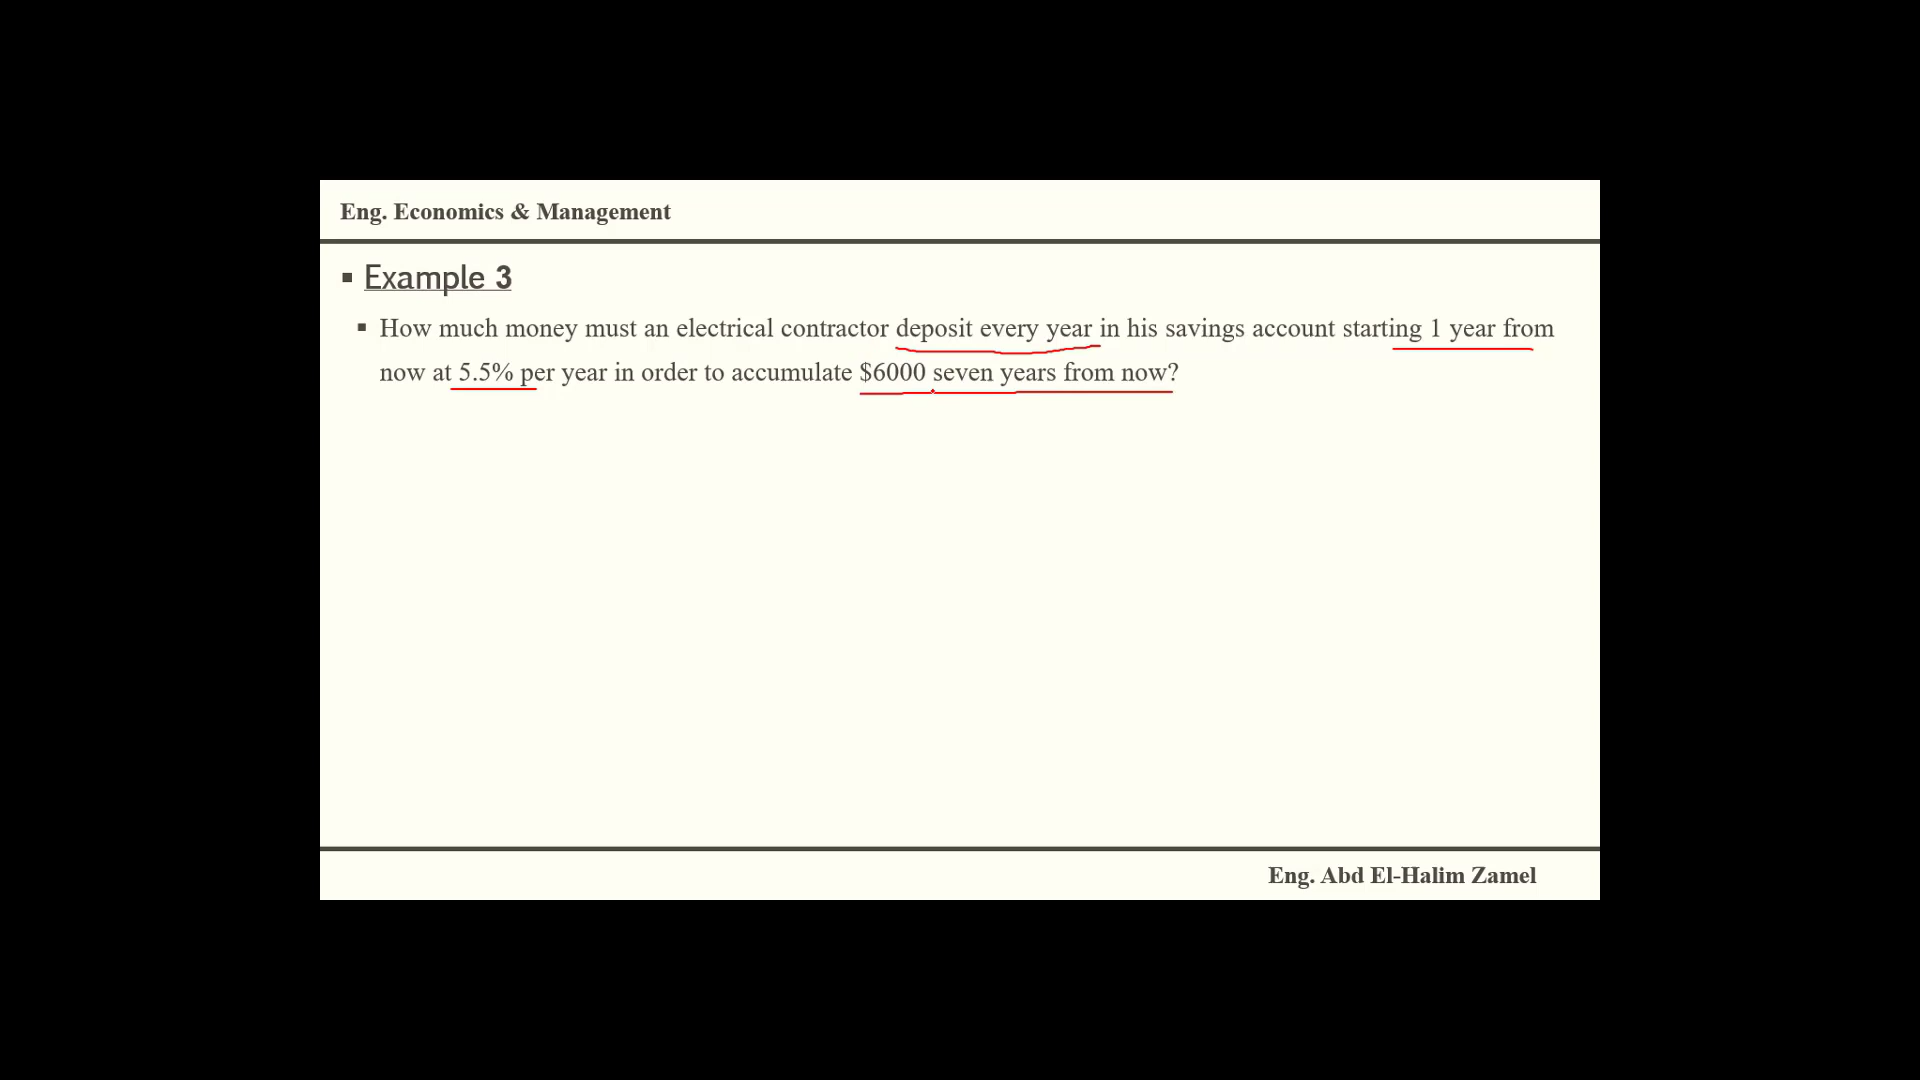 Eng. Economics & Management
▪ Example 3
▪ How much money must an electrical contractor deposit every year in his savings account starting 1 year from
now at 5.5% per year in order to accumulate $6000 seven years from now?
Eng. Abd El-Halim Zamel